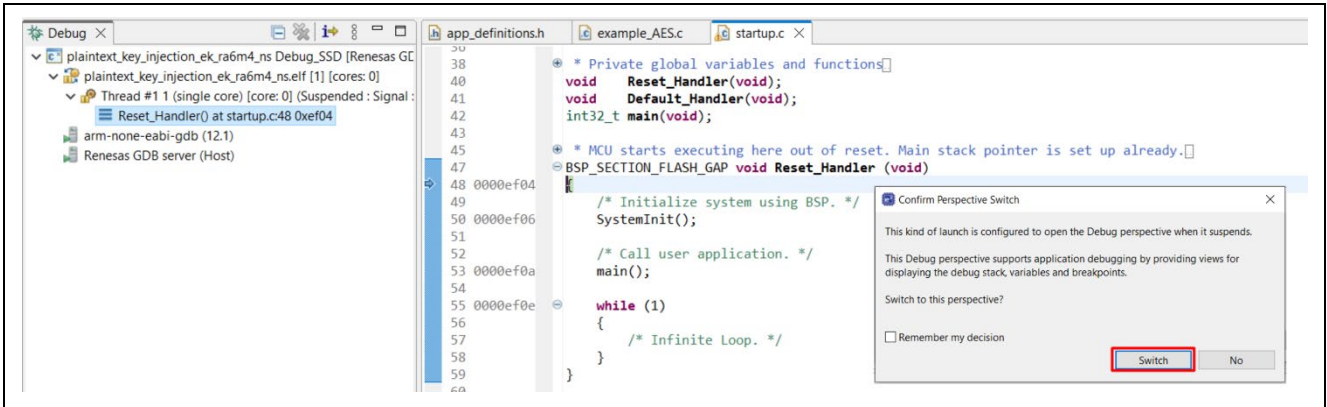 Debug
plaintext_key_injection_ek_ra6m4_ns Debug_SSD [Renesas GD
plaintext_key_injection_ek_ra6m4_ns.elf [1] [cores: 0]
Thread #1 1 (single core) [core: 0] (Suspended : Signal :
Reset_Handler() at startup.c:48 0xef04
arm-none-eabi-gdb (12.1)
Renesas GDB server (Host)
app_definitions.h example_AES.c startup.c
38 * Private global variables and functions
40 void Reset_Handler(void);
41 void Default_Handler(void);
42 int32_t main(void);
43
45 * MCU starts executing here out of reset. Main stack pointer is set up already.
47 BSP_SECTION_FLASH_GAP void Reset_Handler (void)
48 0000ef04 {
49 /* Initialize system using BSP. */
50 0000ef06 SystemInit();
51
52 /* Call user application. */
53 0000ef0a main();
54
55 0000ef0e while (1)
56 {
57 /* Infinite Loop. */
58 }
59 }
Confirm Perspective Switch
This kind of launch is configured to open the Debug perspective when it suspends.
This Debug perspective supports application debugging by providing views for
displaying the debug stack, variables and breakpoints.
Switch to this perspective?
Remember my decision
Switch No